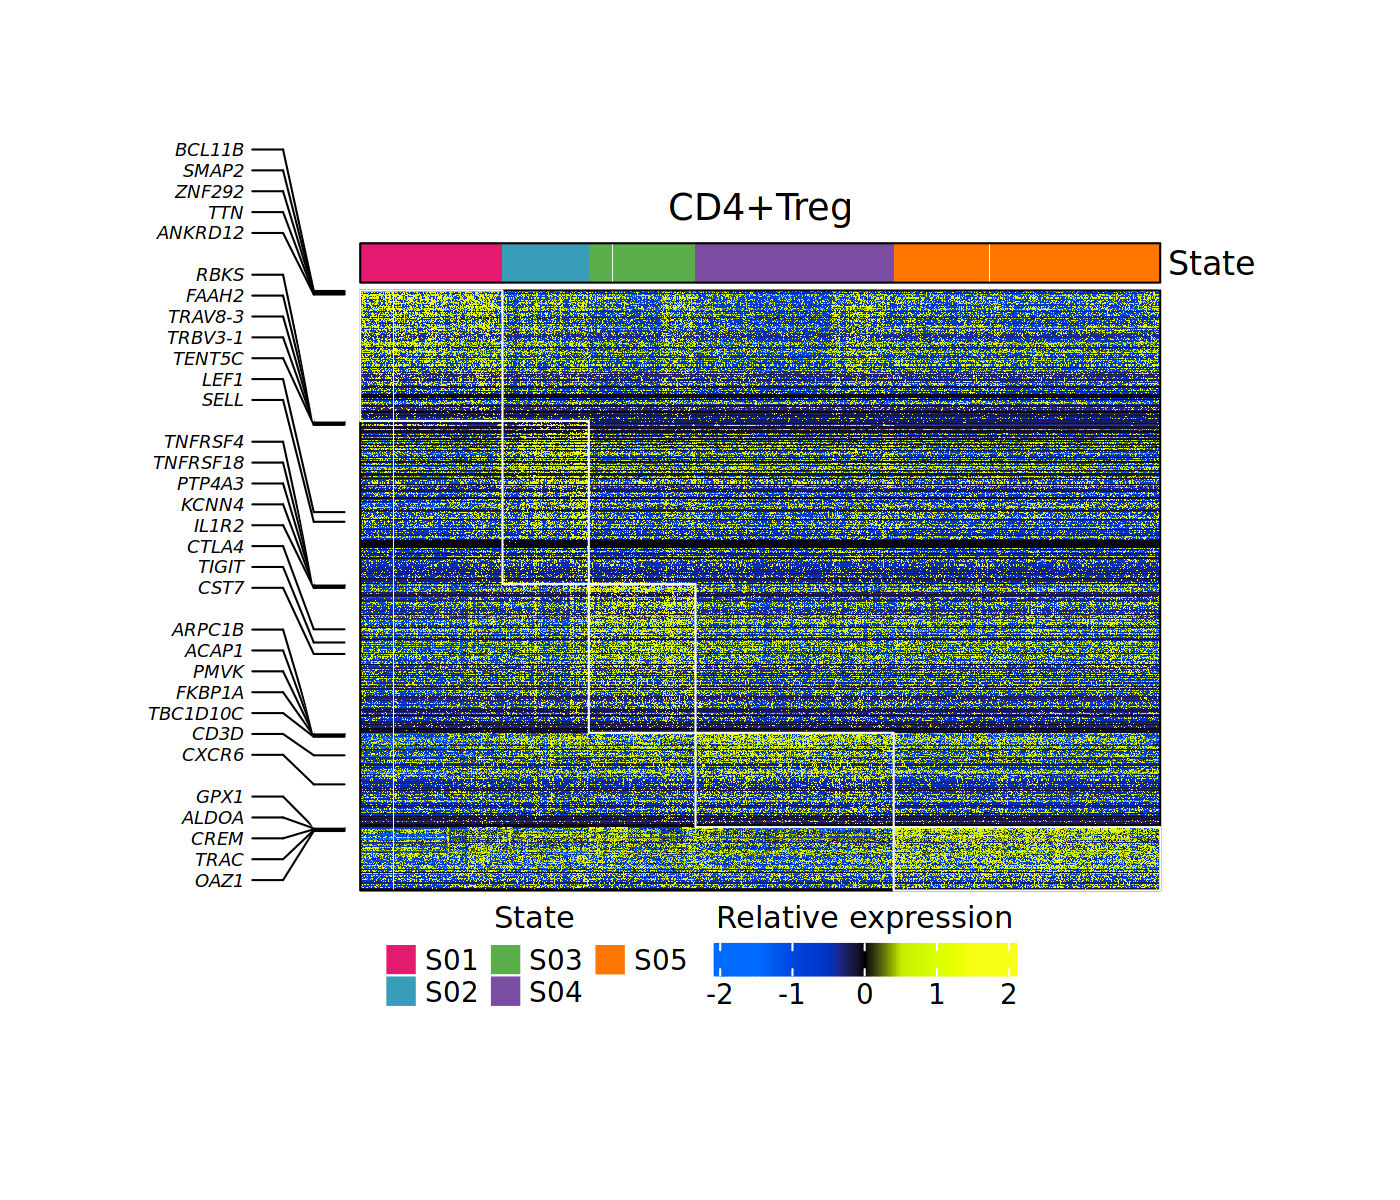 CD4+Treg
State
BCL11B
SMAP2
ZNF292
TTN
ANKRD12
RBKS
FAAH2
TRAV8-3
TRBV3-1
TENT5C
LEF1
SELL
TNFRSF4
TNFRSF18
PTP4A3
KCNN4
IL1R2
CTLA4
TIGIT
CST7
ARPC1B
ACAP1
PMVK
FKBP1A
TBC1D10C
CD3D
CXCR6
GPX1
ALDOA
CREM
TRAC
OAZ1
State
S01 S03 S05
S02 S04
Relative expression
-2 -1 0 1 2